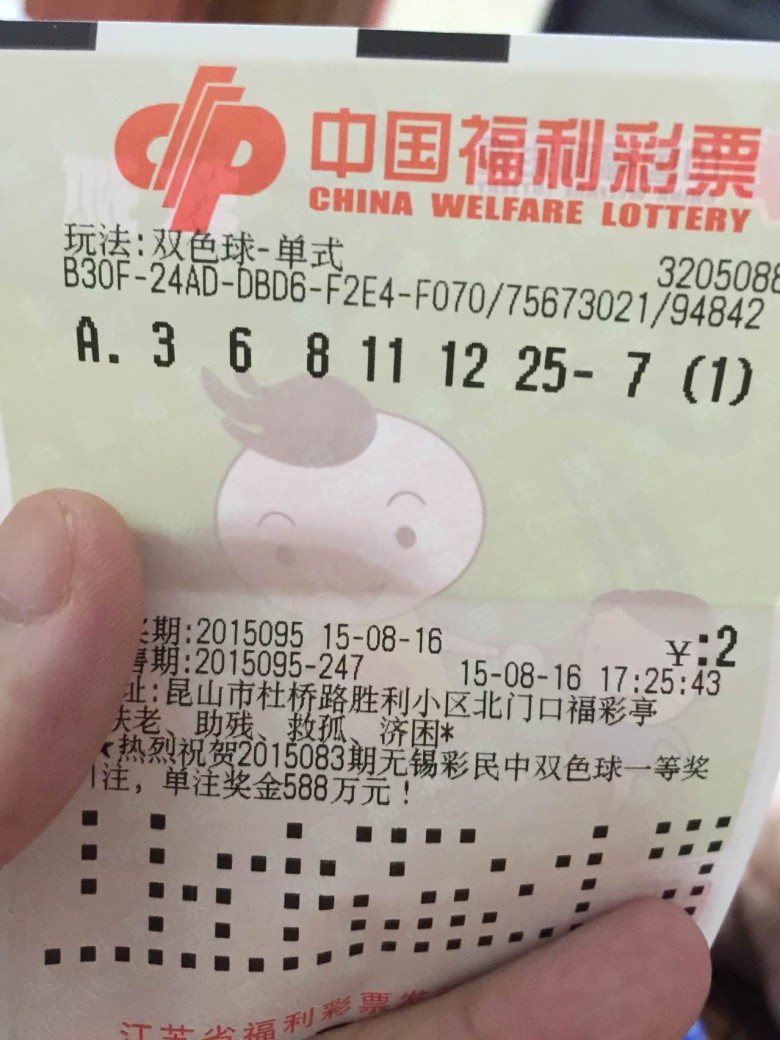 中国福利彩票
CHINA WELFARE LOTTERY
玩法:双色球-单式
3205088
B30F-24AD-DBD6-F2E4-F070/75673021/94842
A. 3 6 8 11 12 25- 7 (1)
期:2015095 15-08-16
¥:2
期:2015095-247 15-08-16 17:25:43
址:昆山市杜桥路胜利小区北门口福彩亭
老、助残、救孤、济困*
热烈祝贺2015083期无锡彩民中双色球一等奖
注,单注奖金588万元!
江苏省福利彩票